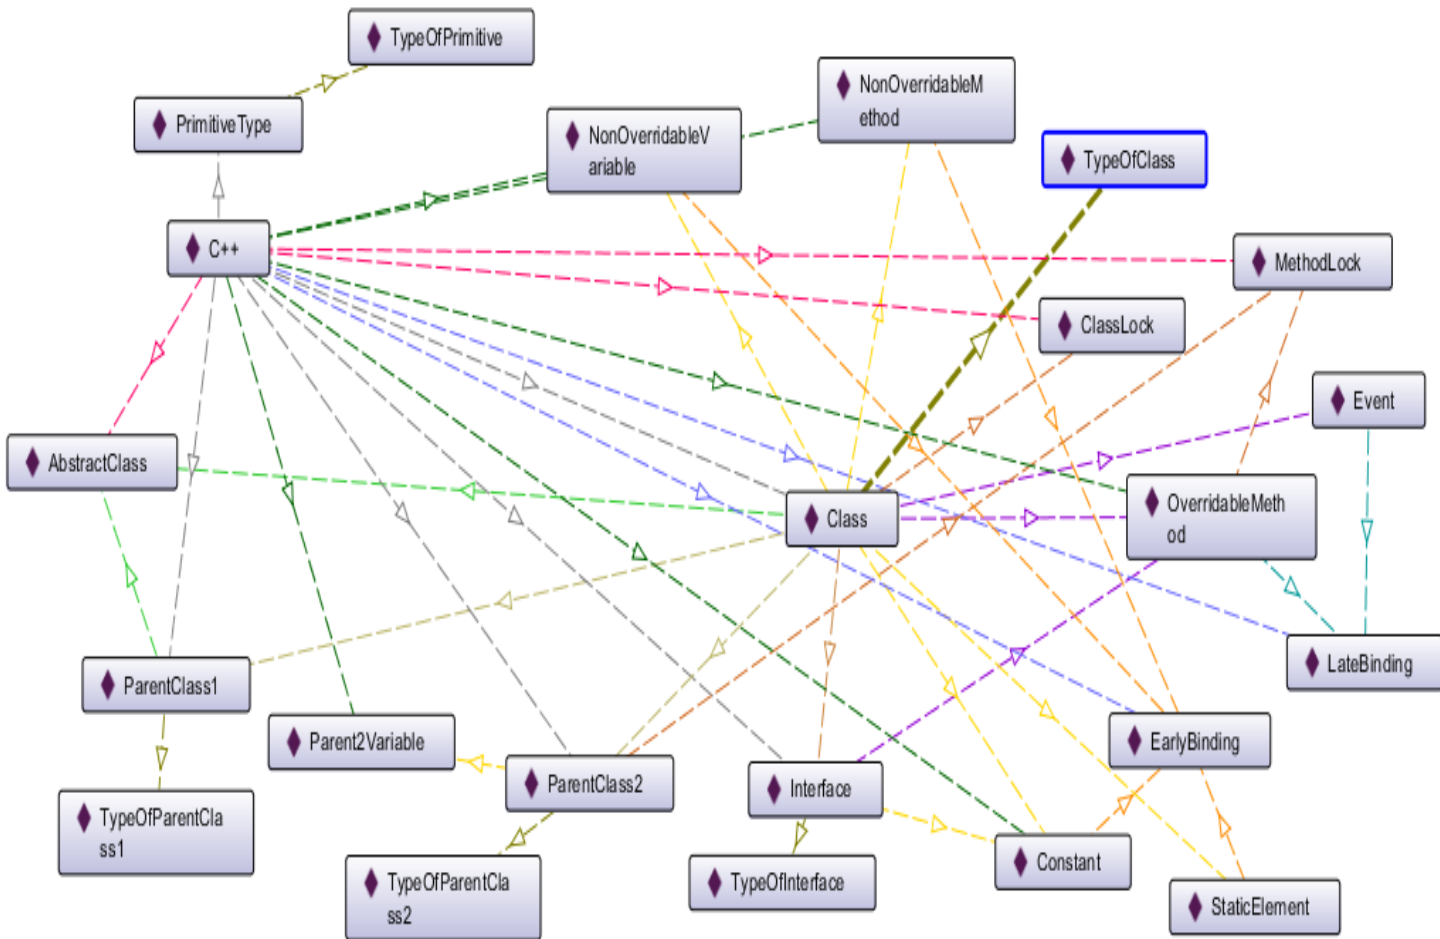 TypeOfPrimitive
PrimitiveType
NonOverridableM
ethod
NonOverridableV
ariable
TypeOfClass
C++
MethodLock
ClassLock
Event
AbstractClass
Class
OverridableMeth
od
LateBinding
ParentClass1
Parent2Variable
EarlyBinding
ParentClass2
Interface
TypeOfParentCla
ss1
Constant
TypeOfParentCla
ss2
TypeOfInterface
StaticElement